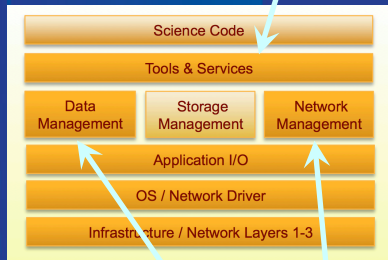 Science Code
Tools & Services
Data
Management
Storage
Management
Network
Management
Application I/O
OS / Network Driver
Infrastructure / Network Layers 1-3